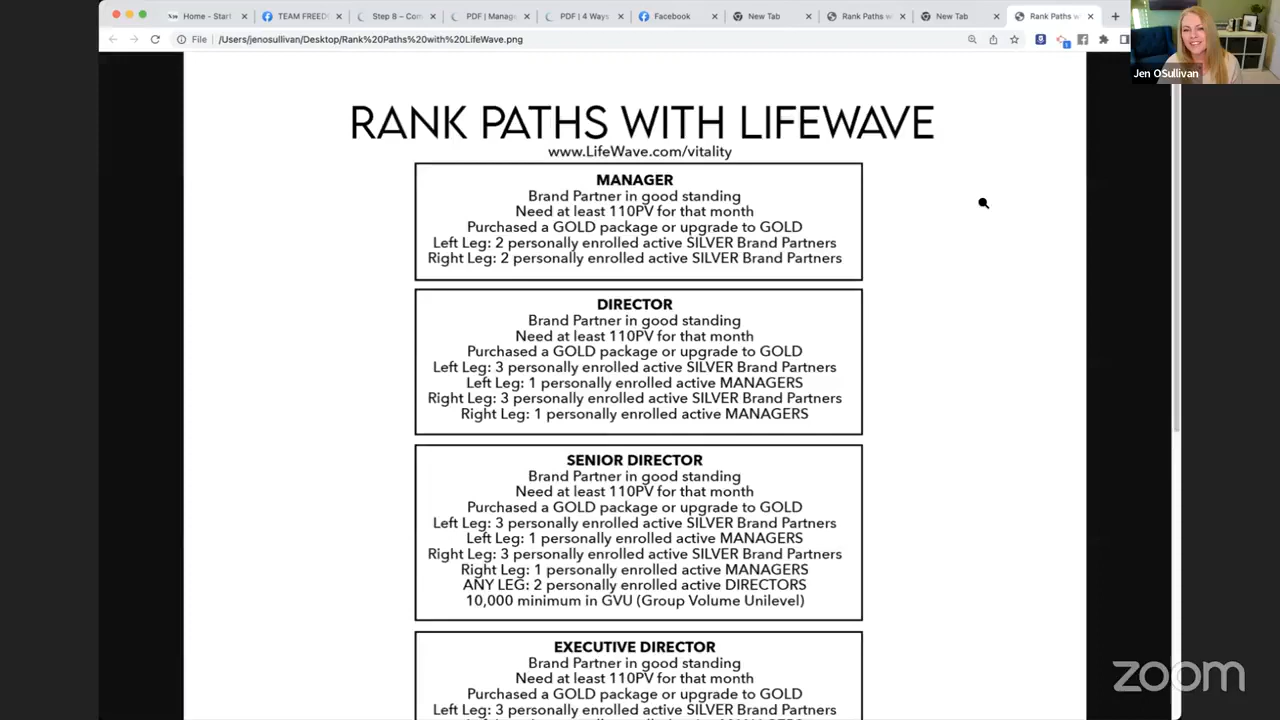 Home - Start
TEAM FREED
Step 8 – Com
PDF | Manag
PDF | 4 Ways
Facebook
New Tab
Rank Paths w
New Tab
Rank Paths w
File
/Users/jenosullivan/Desktop/Rank%20Paths%20with%20LifeWave.png
Jen OSullivan
RANK PATHS WITH LIFEWAVE
www.LifeWave.com/vitality
MANAGER
Brand Partner in good standing
Need at least 110PV for that month
Purchased a GOLD package or upgrade to GOLD
Left Leg: 2 personally enrolled active SILVER Brand Partners
Right Leg: 2 personally enrolled active SILVER Brand Partners
DIRECTOR
Brand Partner in good standing
Need at least 110PV for that month
Purchased a GOLD package or upgrade to GOLD
Left Leg: 3 personally enrolled active SILVER Brand Partners
Left Leg: 1 personally enrolled active MANAGERS
Right Leg: 3 personally enrolled active SILVER Brand Partners
Right Leg: 1 personally enrolled active MANAGERS
SENIOR DIRECTOR
Brand Partner in good standing
Need at least 110PV for that month
Purchased a GOLD package or upgrade to GOLD
Left Leg: 3 personally enrolled active SILVER Brand Partners
Left Leg: 1 personally enrolled active MANAGERS
Right Leg: 3 personally enrolled active SILVER Brand Partners
Right Leg: 1 personally enrolled active MANAGERS
ANY LEG: 2 personally enrolled active DIRECTORS
10,000 minimum in GVU (Group Volume Unilevel)
EXECUTIVE DIRECTOR
Brand Partner in good standing
Need at least 110PV for that month
Purchased a GOLD package or upgrade to GOLD
Left Leg: 3 personally enrolled active SILVER Brand Partners
zoom